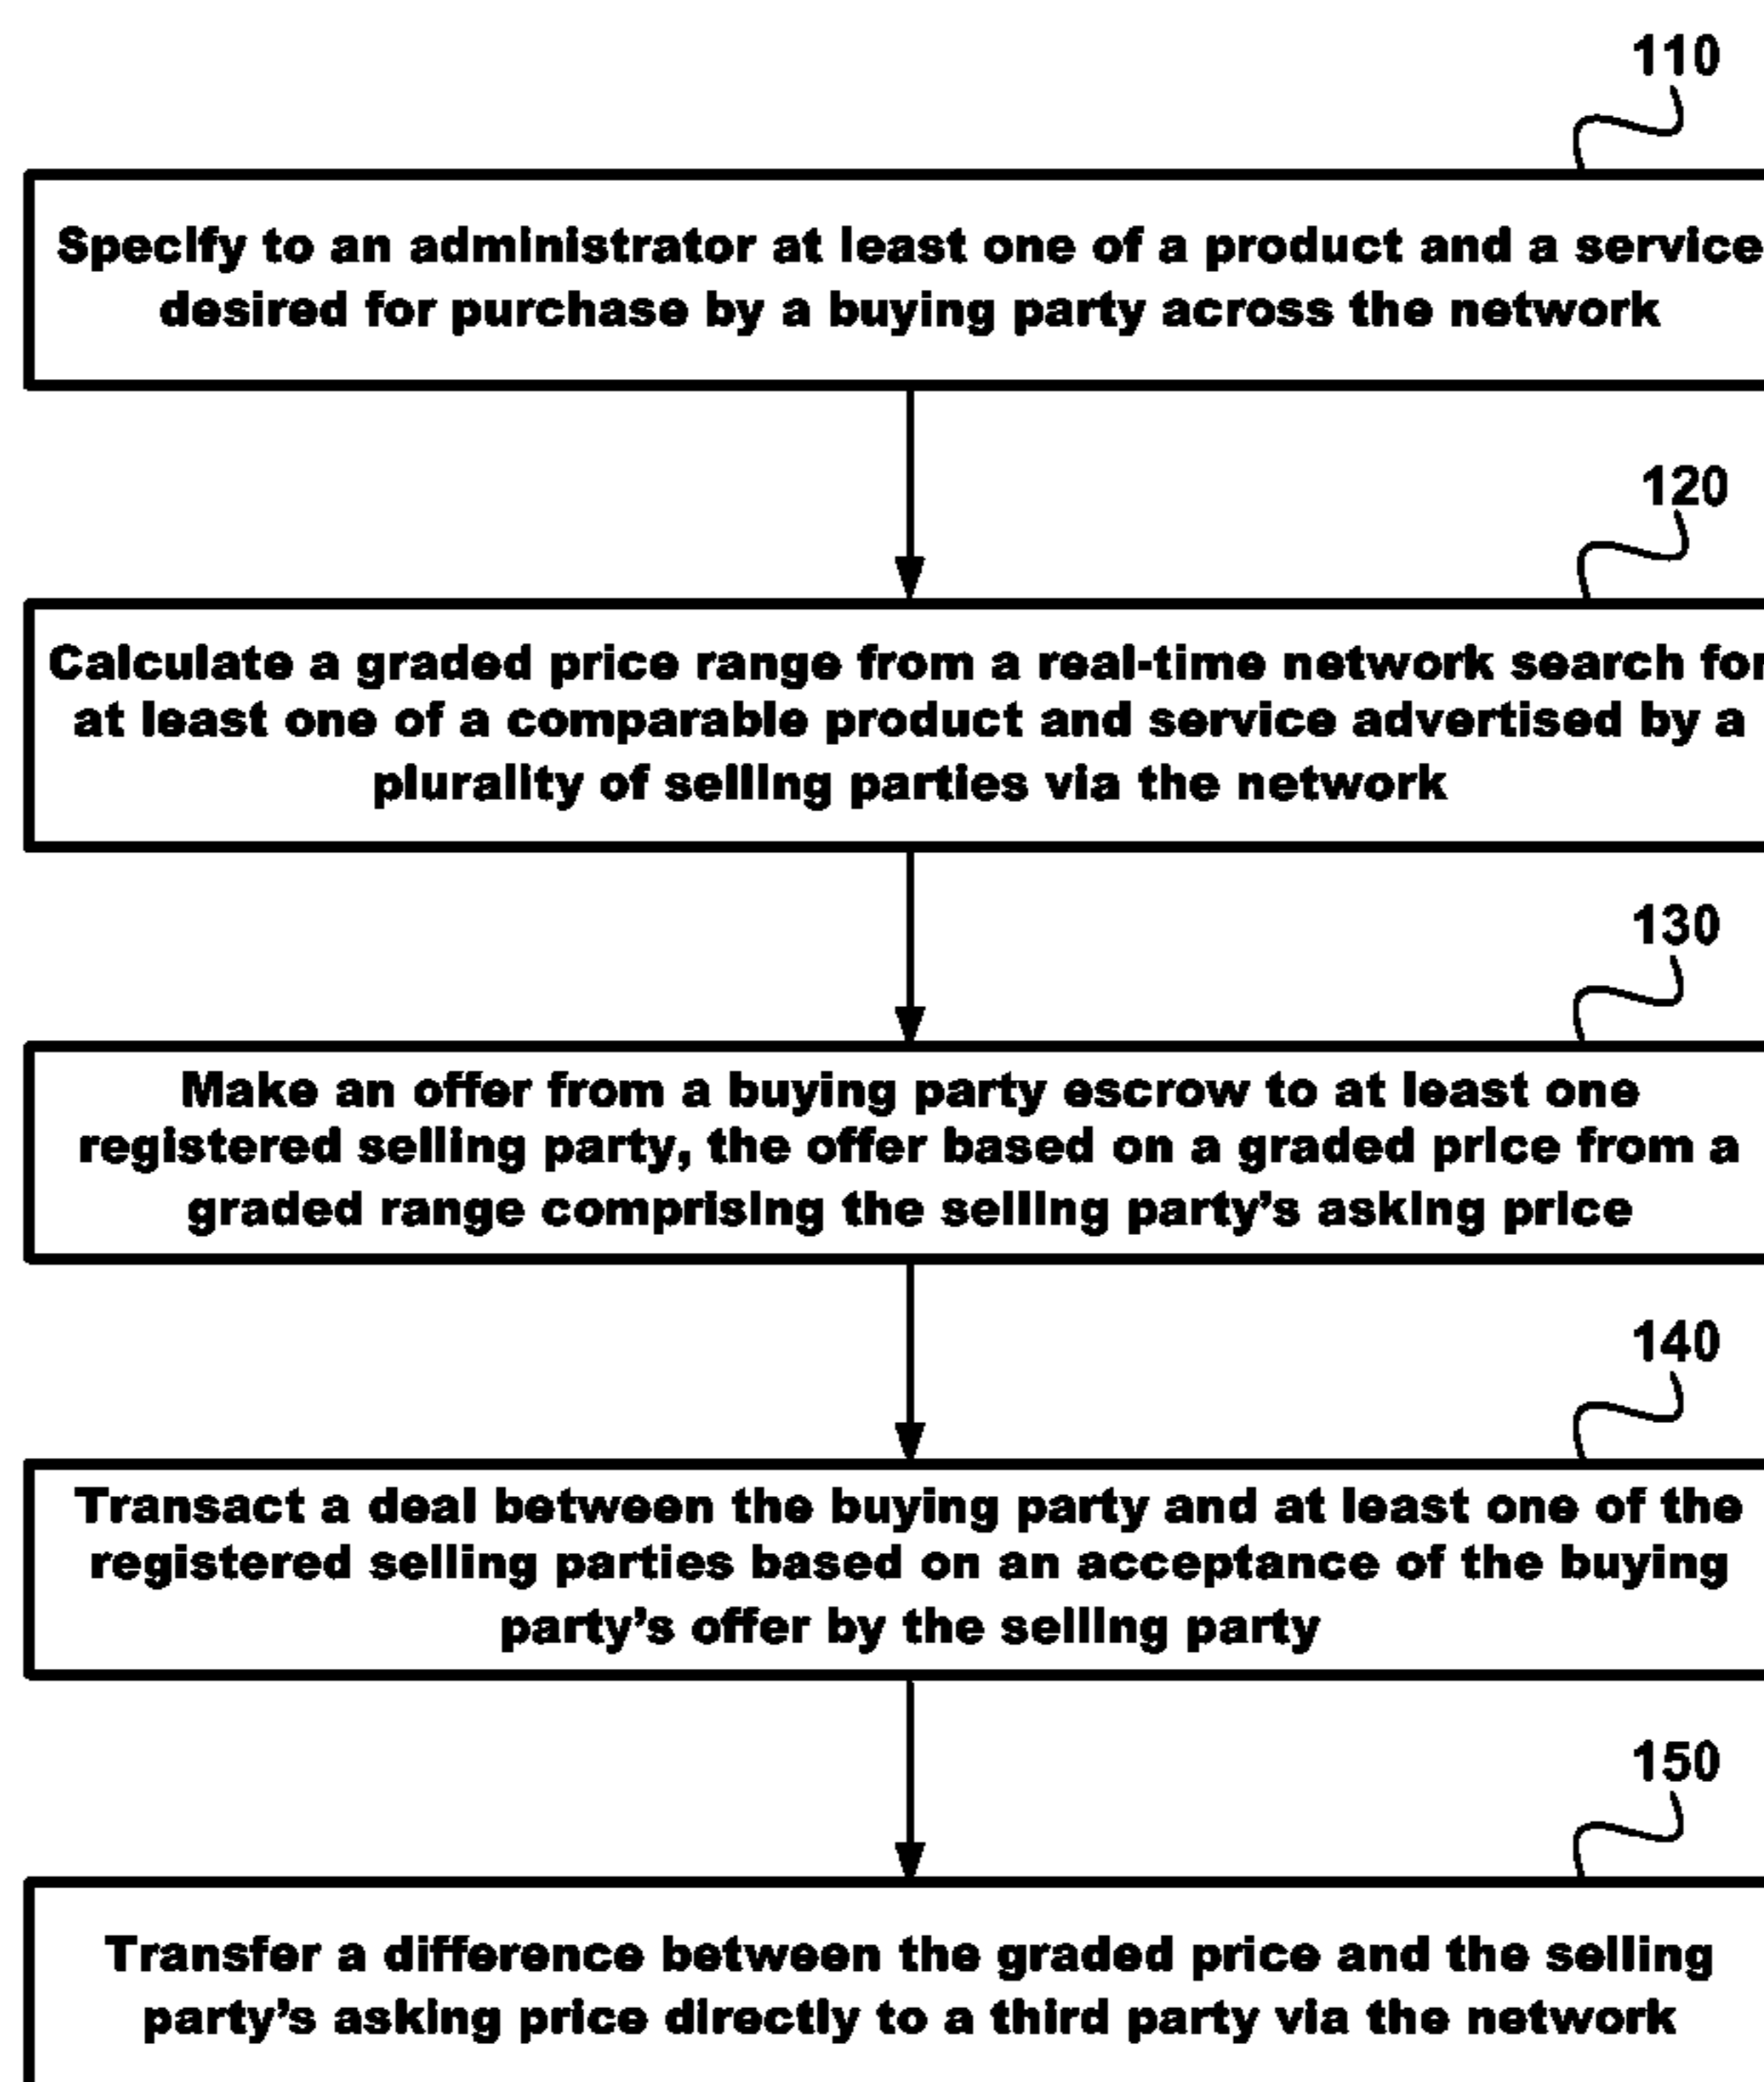 110
Specify to an administrator at least one of a product and a service
desired for purchase by a buying party across the network
120
Calculate a graded price range from a real-time network search for
at least one of a comparable product and service advertised by a
plurality of selling parties via the network
130
Make an offer from a buying party escrow to at least one
registered selling party, the offer based on a graded price from a
graded range comprising the selling party's asking price
140
Transact a deal between the buying party and at least one of the
registered selling parties based on an acceptance of the buying
party's offer by the selling party
150
Transfer a difference between the graded price and the selling
party's asking price directly to a third party via the network